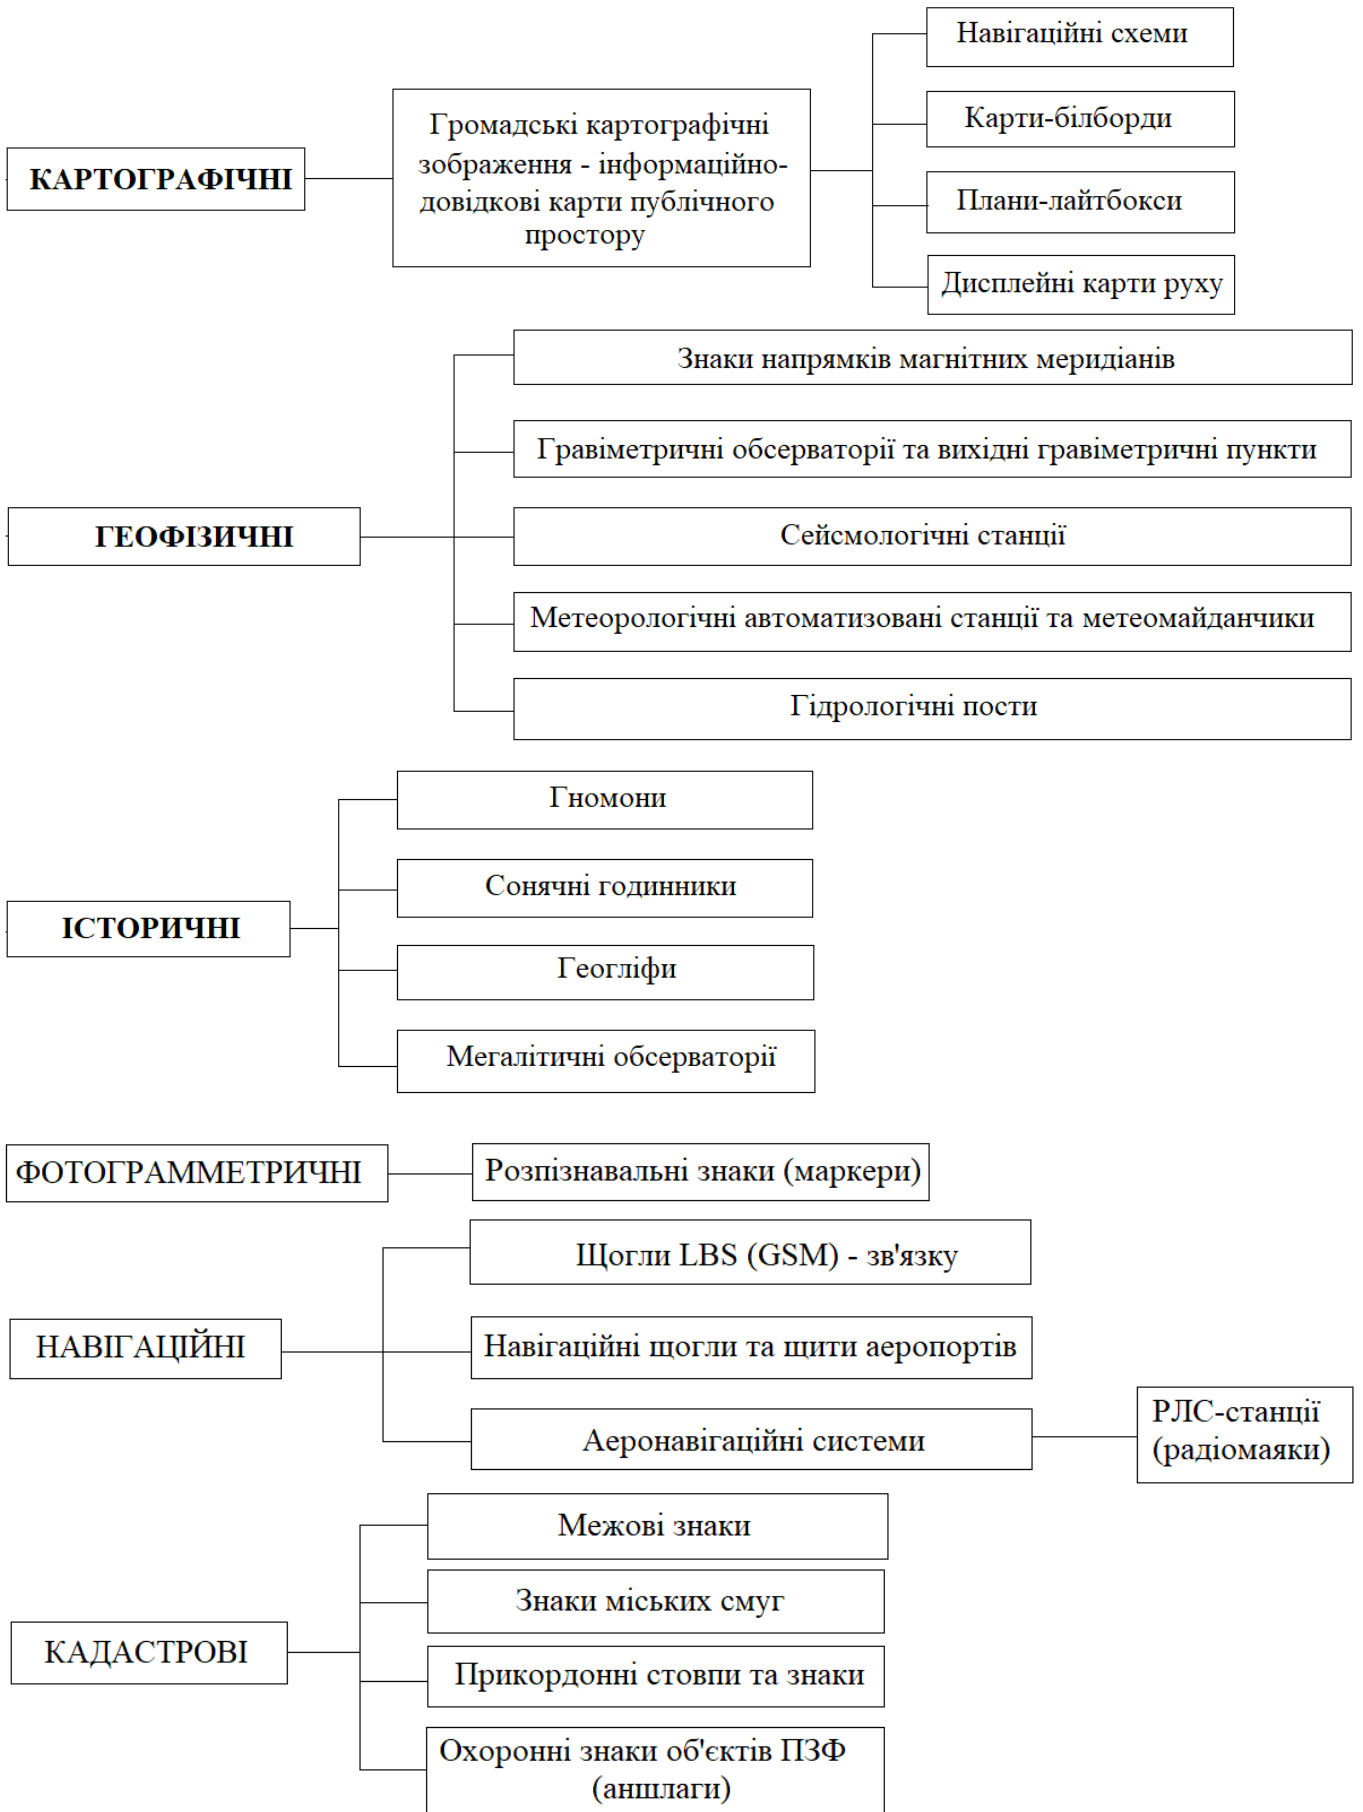 КАРТОГРАФІЧНІ
Громадські картографічні
зображення - інформаційно-
довідкові карти публічного
простору
Навігаційні схеми
Карти-білборди
Плани-лайтбокси
Дисплейні карти руху
ГЕОФІЗИЧНІ
Знаки напрямків магнітних меридіанів
Гравіметричні обсерваторії та вихідні гравіметричні пункти
Сейсмологічні станції
Метеорологічні автоматизовані станції та метеомайданчики
Гідрологічні пости
ІСТОРИЧНІ
Гномони
Сонячні годинники
Геогліфи
Мегалітичні обсерваторії
ФОТОГРАММЕТРИЧНІ
Розпізнавальні знаки (маркери)
НАВІГАЦІЙНІ
Щогли LBS (GSM) - зв'язку
Навігаційні щогли та щити аеропортів
Аеронавігаційні системи
РЛС-станції
(радіомаяки)
КАДАСТРОВІ
Межові знаки
Знаки міських смуг
Прикордонні стовпи та знаки
Охоронні знаки об'єктів ПЗФ
(аншлаги)